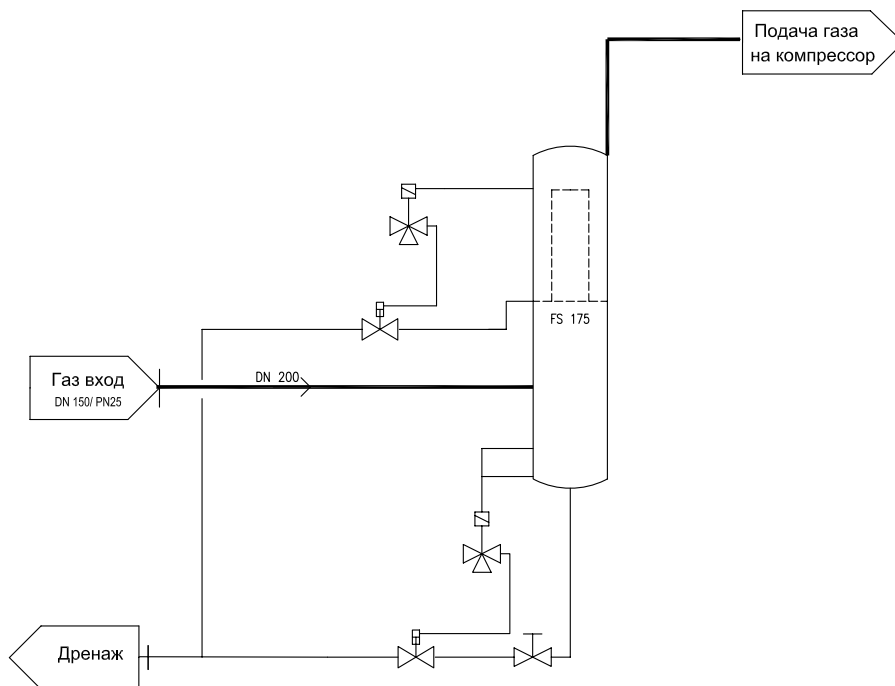 Подача газа
на компрессор
FS 175
Газ вход
DN 150/ PN25
DN 200
Дренаж